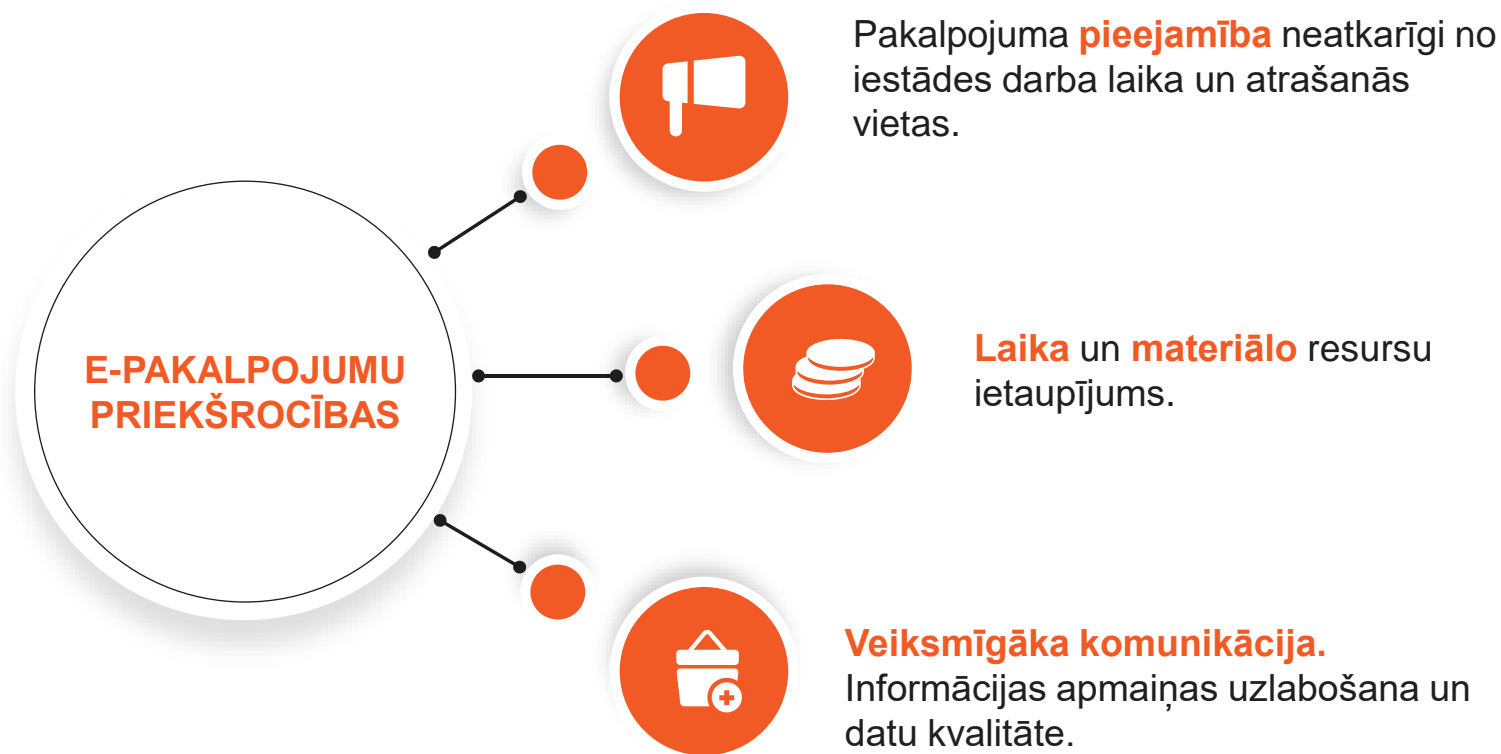 Pakalpojuma pieejamība neatkarīgi no
iestādes darba laika un atrašanās
vietas.
E-PAKALPOJUMU
PRIEKŠROCĪBAS
Laika un materiālo resursu
ietaupījums.
Veiksmīgāka komunikācija.
Informācijas apmaiņas uzlabošana un
datu kvalitāte.